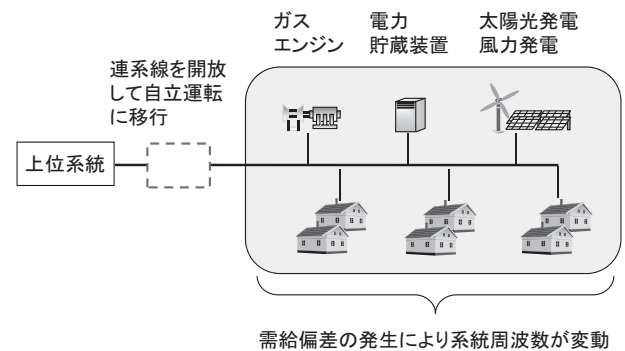 ガス
エンジン
電力
貯蔵装置
太陽光発電
風力発電
連系線を開放
して自立運転
に移行
上位系統
需給偏差の発生により系統周波数が変動